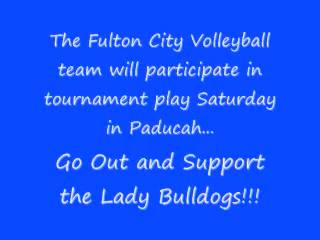 The Fulton City Volleyball
team will participate in
tournament play Saturday
in Paducah...
Go Out and Support
the Lady Bulldogs!!!